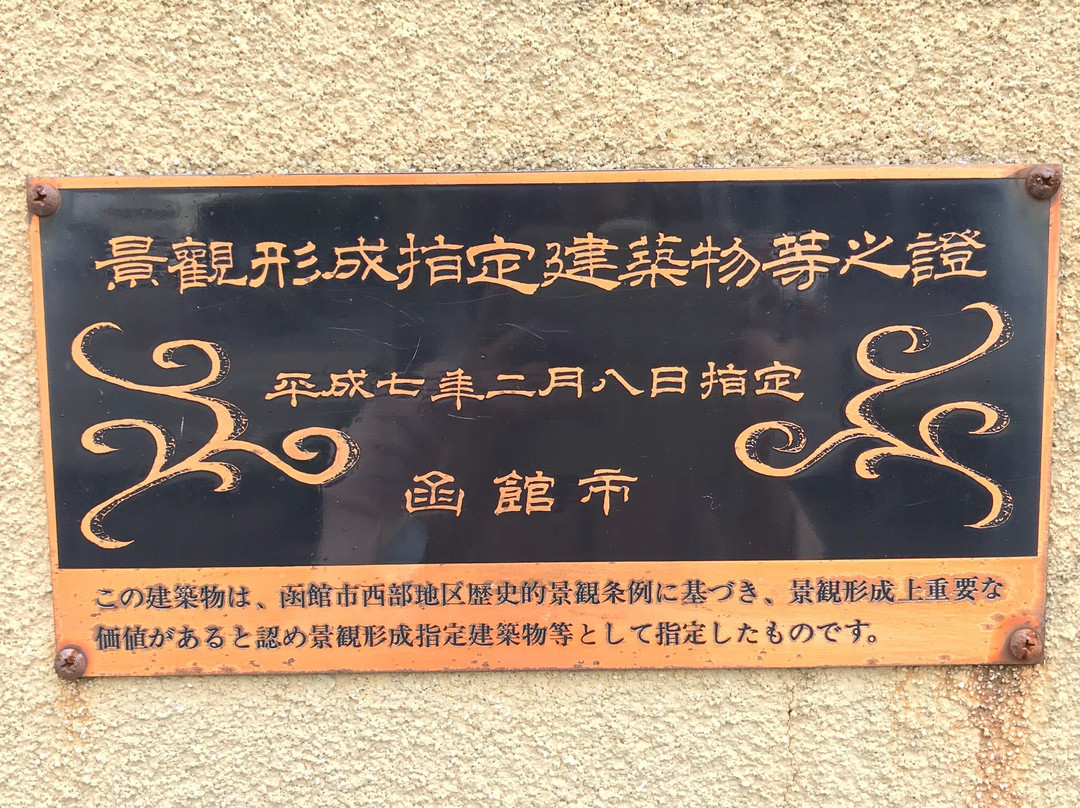 景觀形成指定建築物等之證
平成七年二月八日指定
函館市
この建築物は、函館市西部地区歴史的景観条例に基づき、景観形成上重要な
価値があると認め景観形成指定建築物等として指定したものです。